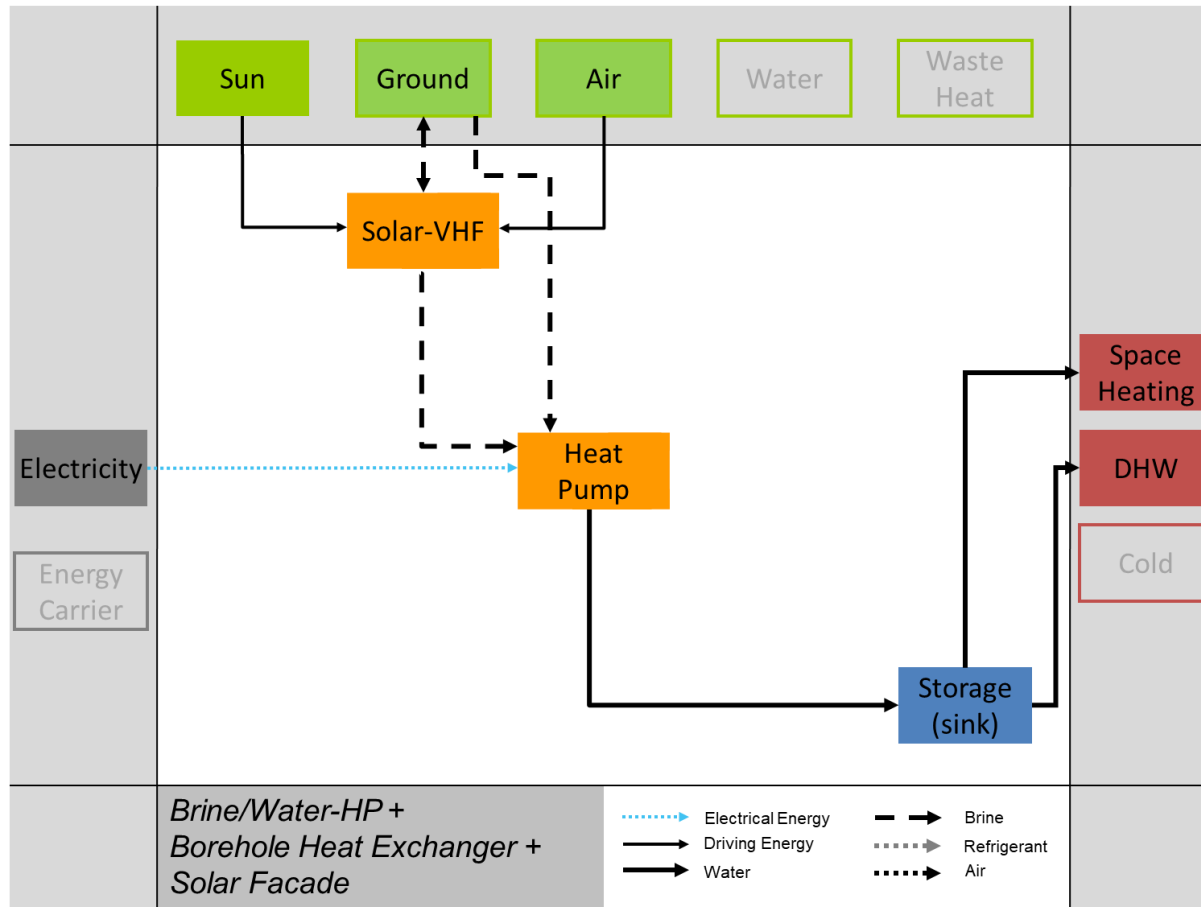 Sun
Ground
Air
Water
Waste
Heat
Solar-VHF
Space
Heating
Electricity
Heat
Pump
DHW
Energy
Carrier
Cold
Storage
(sink)
Brine/Water-HP +
Borohole Heat Exchanger +
Solar Facade
Electrical Energy
Driving Energy
Water
Brine
Refrigerant
Air